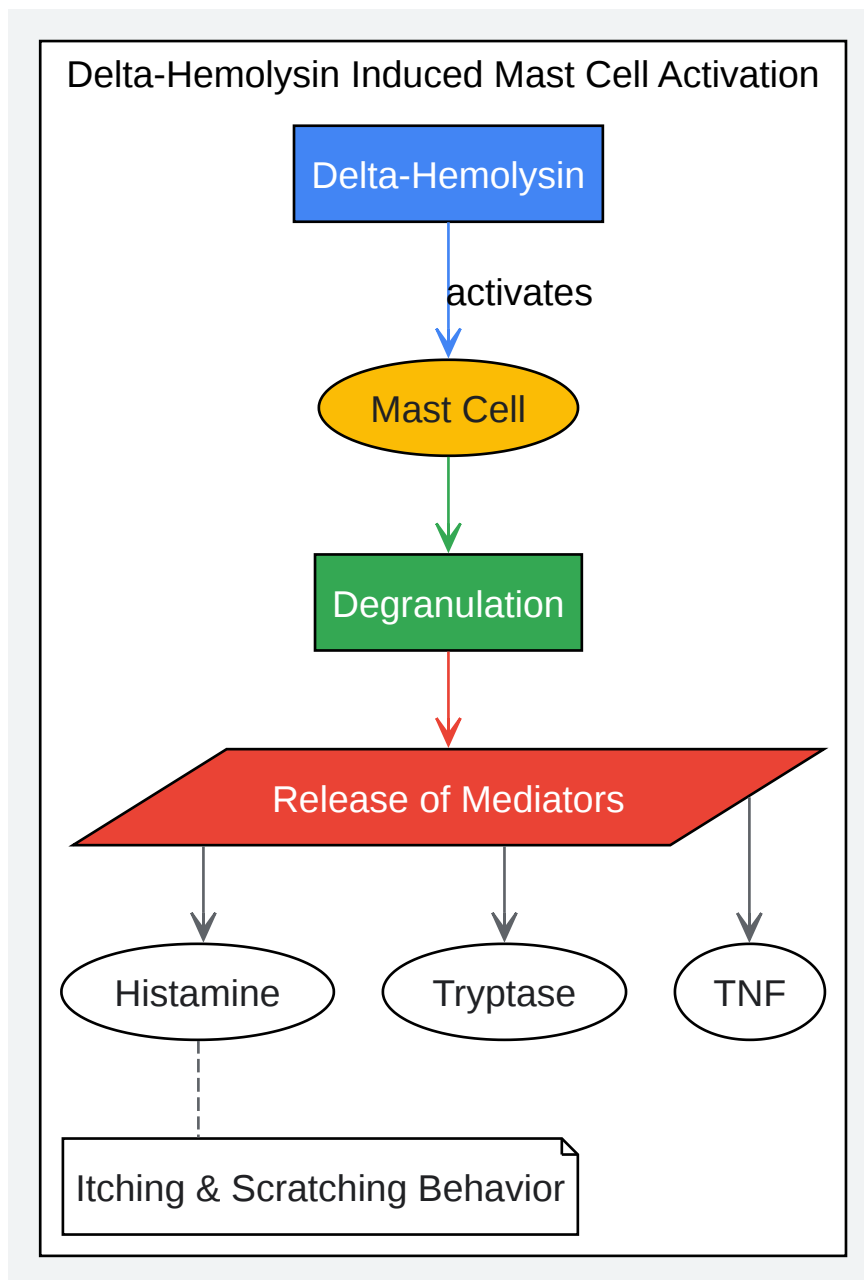 Delta-Hemolysin Induced Mast Cell Activation
Delta-Hemolysin
activates
Mast Cell
Degranulation
Release of Mediators
Histamine
Tryptase
TNF
Itching & Scratching Behavior